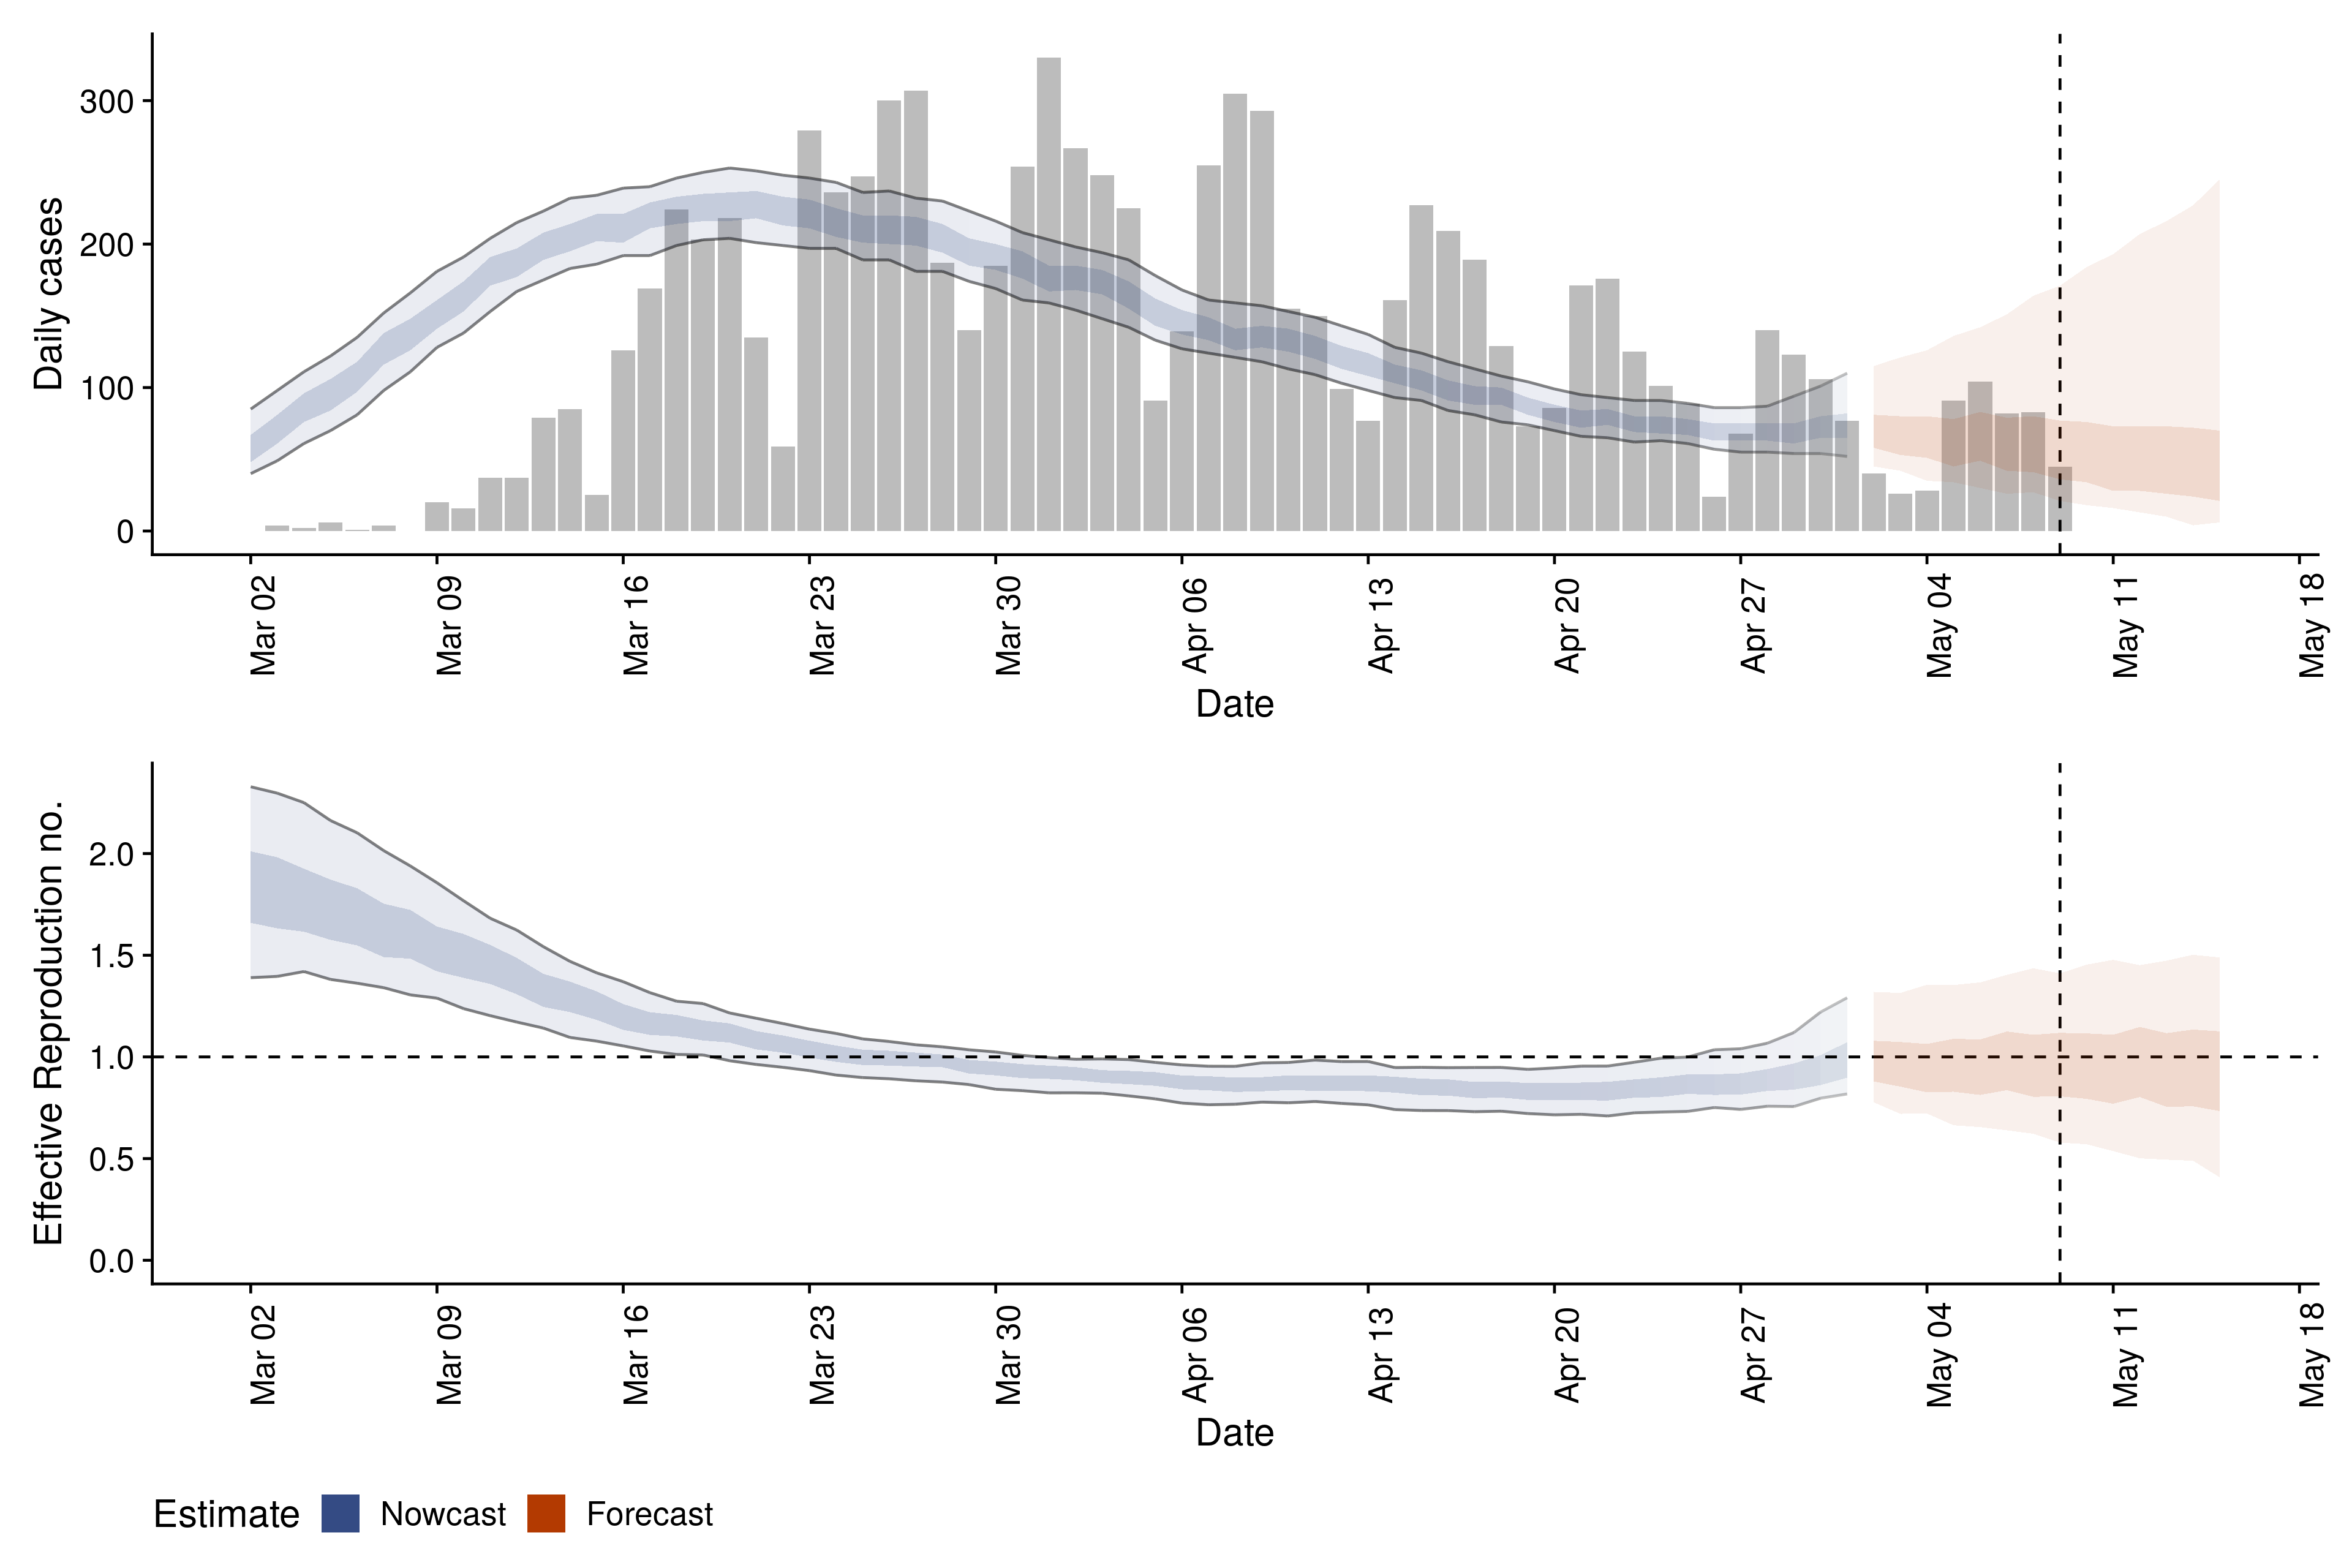 Daily cases
300
200
100
0
Mar 02 Mar 09 Mar 16 Mar 23 Mar 30 Apr 06 Apr 13 Apr 20 Apr 27 May 04 May 11 May 18
Date
Effective Reproduction no.
2.0
1.5
1.0
0.5
0.0
Mar 02 Mar 09 Mar 16 Mar 23 Mar 30 Apr 06 Apr 13 Apr 20 Apr 27 May 04 May 11 May 18
Date
Estimate Nowcast Forecast